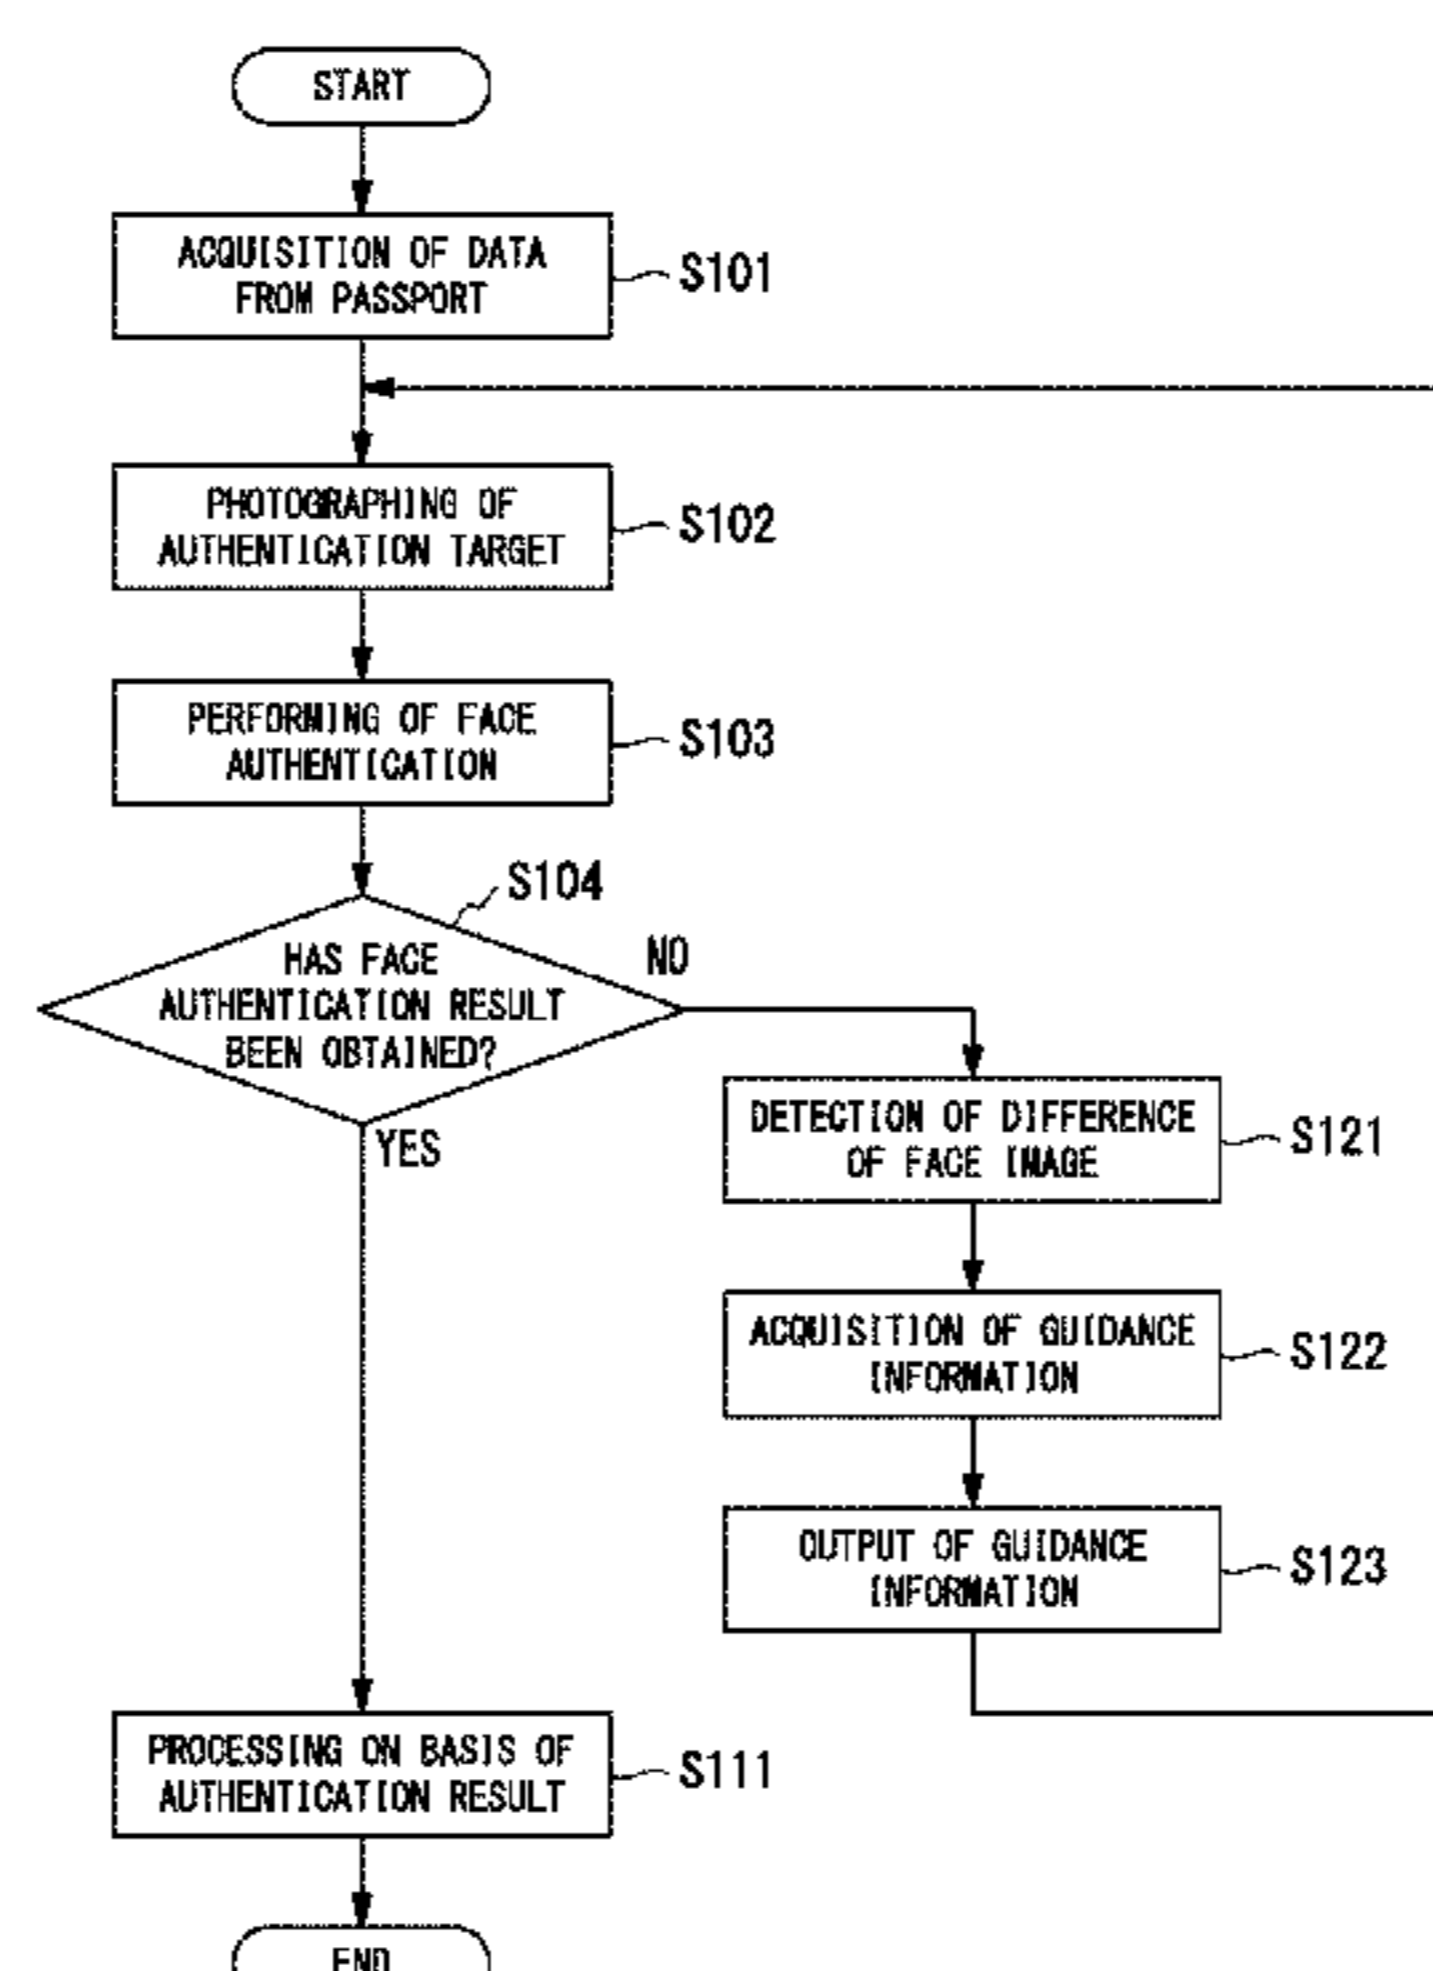 START
ACQUISITION OF DATA
FROM PASSPORT
S101
PHOTOGRAPHING OF
AUTHENTICATION TARGET
S102
PERFORMING OF FACE
AUTHENTICATION
S103
S104
HAS FACE
AUTHENTICATION RESULT
BEEN OBTAINED?
NO
YES
DETECTION OF DIFFERENCE
OF FACE IMAGE
S121
ACQUISITION OF GUIDANCE
INFORMATION
S122
OUTPUT OF GUIDANCE
INFORMATION
S123
PROCESSING ON BASIS OF
AUTHENTICATION RESULT
S111
END